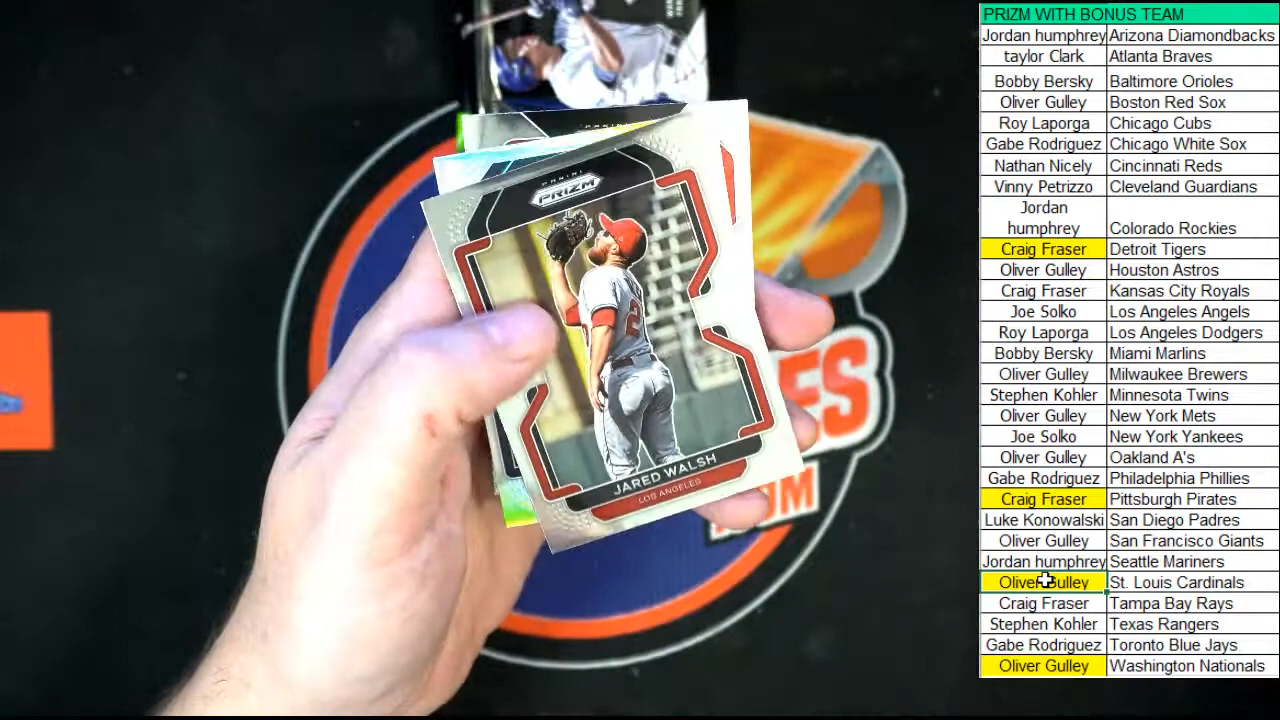 PRIZM WITH BONUS TEAM
Jordan humphrey Arizona Diamondbacks
taylor Clark Atlanta Braves
Bobby Bersky Baltimore Orioles
Oliver Gulley Boston Red Sox
Roy Laporga Chicago Cubs
Gabe Rodriguez Chicago White Sox
Nathan Nicely Cincinnati Reds
Vinny Petrizzo Cleveland Guardians
Jordan
humphrey Colorado Rockies
Craig Fraser Detroit Tigers
Oliver Gulley Houston Astros
Craig Fraser Kansas City Royals
Joe Solko Los Angeles Angels
Roy Laporga Los Angeles Dodgers
Bobby Bersky Miami Marlins
Oliver Gulley Milwaukee Brewers
Stephen Kohler Minnesota Twins
Oliver Gulley New York Mets
Joe Solko New York Yankees
Oliver Gulley Oakland A's
Gabe Rodriguez Philadelphia Phillies
Craig Fraser Pittsburgh Pirates
Luke Konowalski San Diego Padres
Oliver Gulley San Francisco Giants
Jordan humphrey Seattle Mariners
Oliver Gulley St. Louis Cardinals
Craig Fraser Tampa Bay Rays
Stephen Kohler Texas Rangers
Gabe Rodriguez Toronto Blue Jays
Oliver Gulley Washington Nationals
PANINI
PANINI
PRIZM
JARED WALSH
LOS ANGELES